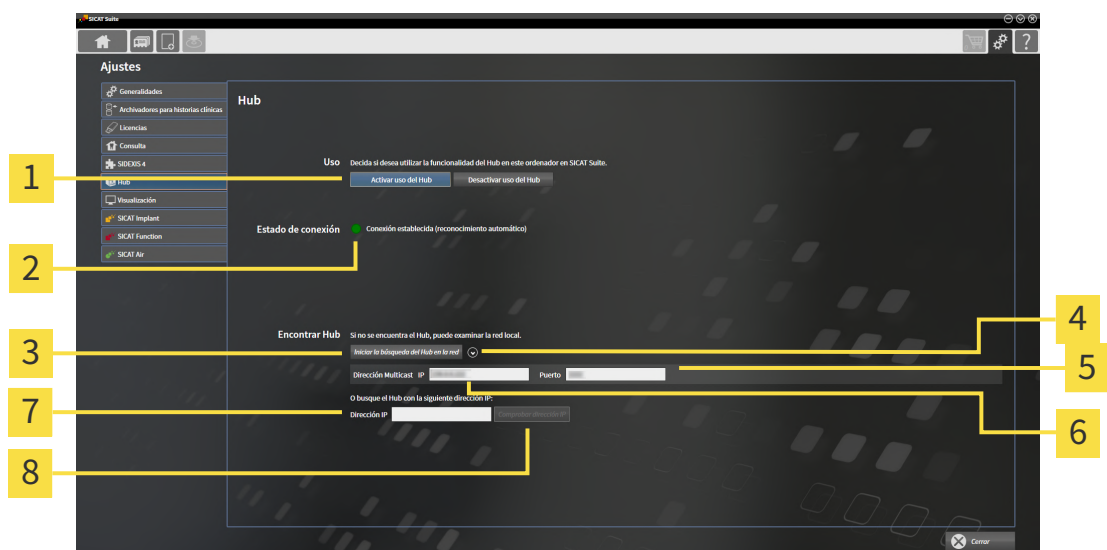 SICAT Suite
?
Ajustes
Generalidades
Archivadores para historias clínicas
Licencias
Consulta
SIDEXIS 4
Hub
Visualización
SICAT Implant
SICAT Function
SICAT Air
Hub
Uso Decida si desea utilizar la funcionalidad del Hub en este ordenador en SICAT Suite.
Activar uso del Hub Desactivar uso del Hub
Estado de conexión Conexión establecida (reconocimiento automático)
Encontrar Hub Si no se encuentra el Hub, puede examinar la red local.
Iniciar la búsqueda del Hub en la red
Dirección Multicast IP Puerto
O busque el Hub con la siguiente dirección IP:
Dirección IP Comprobar dirección IP
Cerrar
1
2
3
4
5
6
7
8